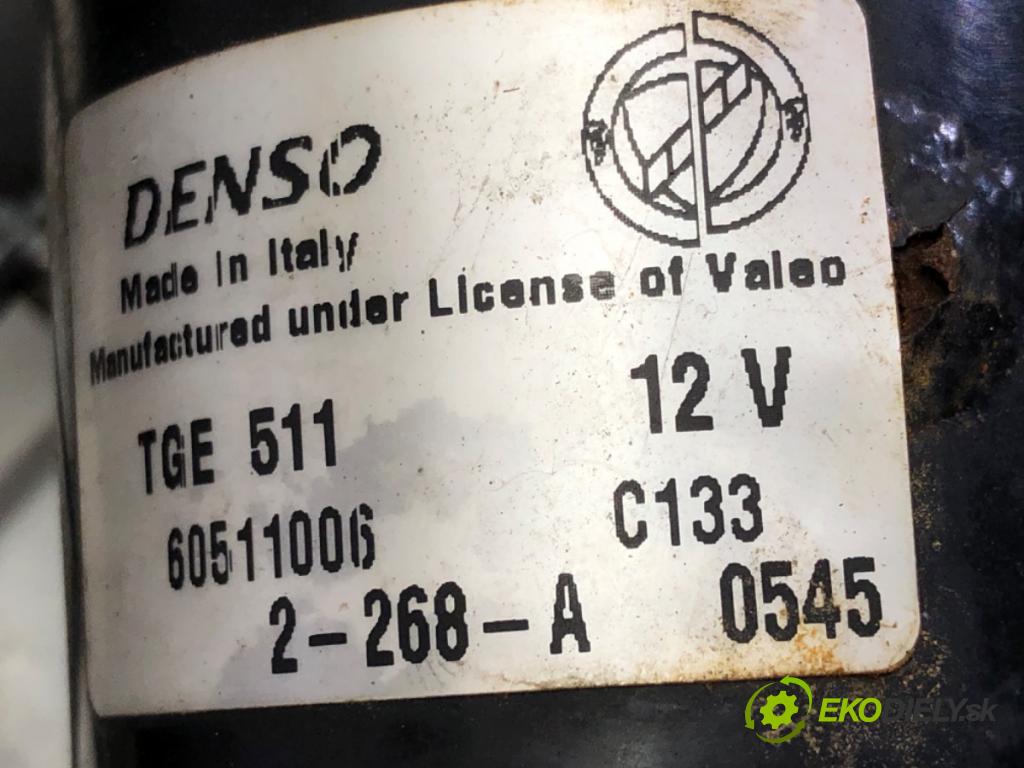 DENSO
Made in Italy
Manufactured under License of Valeo
TGE 511 12 V
60511006 C133
2-268-A 0545
EKODIELY.sk